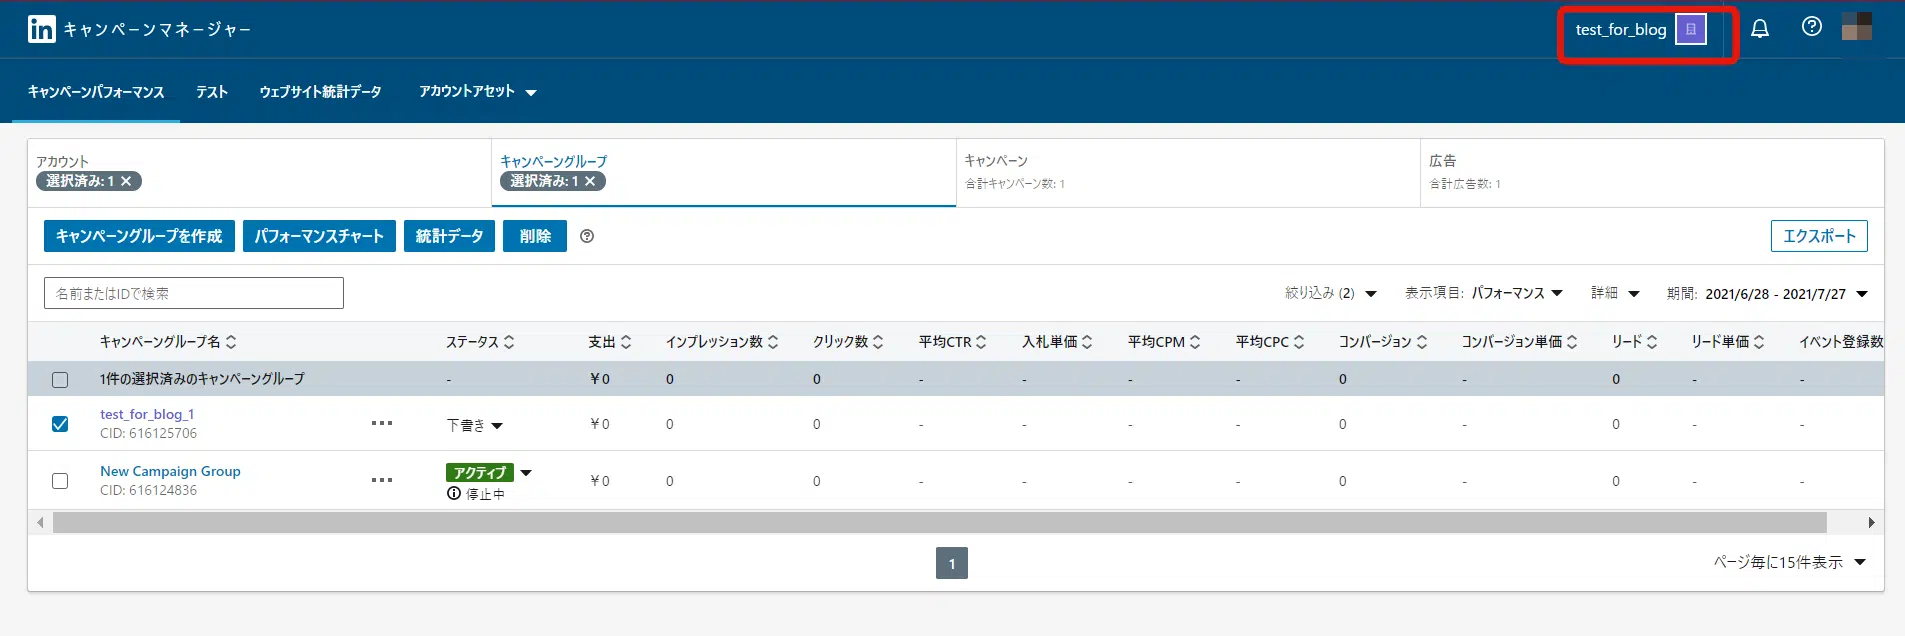 in キャンペーンマネージャー test_for_blog
キャンペーンパフォーマンス テスト ウェブサイト統計データ アカウントアセット
アカウント キャンペーングループ キャンペーン 広告
選択済み: 1 × 選択済み: 1 × 合計キャンペーン数: 1 合計広告数: 1
キャンペーングループを作成 パフォーマンスチャート 統計データ 削除 ? エクスポート
名前またはIDで検索 絞り込み (2) 表示項目: パフォーマンス 詳細 期間: 2021/6/28 - 2021/7/27
キャンペーングループ名 ステータス 支出 インプレッション数 クリック数 平均CTR 入札単価 平均CPM 平均CPC コンバージョン コンバージョン単価 リード リード単価 イベント登録数
1件の選択済みのキャンペーングループ - ¥0 0 0 - - - - 0 - 0 - -
test_for_blog_1 ... 下書き ¥0 0 0 - - - - 0 - 0 - -
CID: 616125706
New Campaign Group ... アクティブ ¥0 0 0 - - - - 0 - 0 - -
CID: 616124836 停止中
1 ページ毎に15件表示